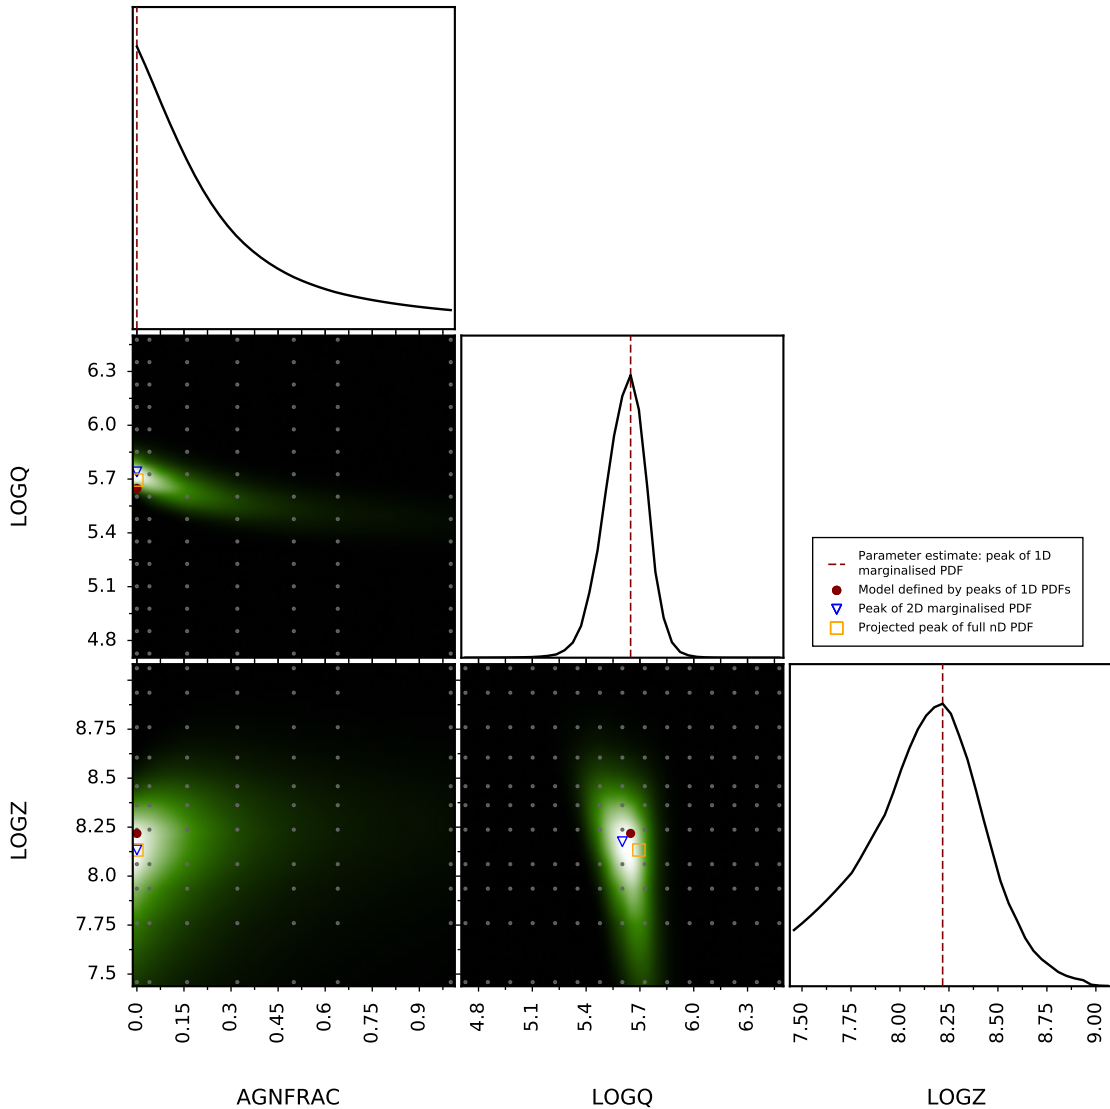 LOGQ
6.3
6.0
5.7
5.4
5.1
4.8
Parameter estimate: peak of 1D
marginalised PDF
Model defined by peaks of 1D PDFs
Peak of 2D marginalised PDF
Projected peak of full nD PDF
LOGZ
8.75
8.5
8.25
8.0
7.75
7.5
0.0 0.15 0.3 0.45 0.6 0.75 0.9
4.8 5.1 5.4 5.7 6.0 6.3
7.50 7.75 8.00 8.25 8.50 8.75 9.00
AGNFRAC
LOGQ
LOGZ